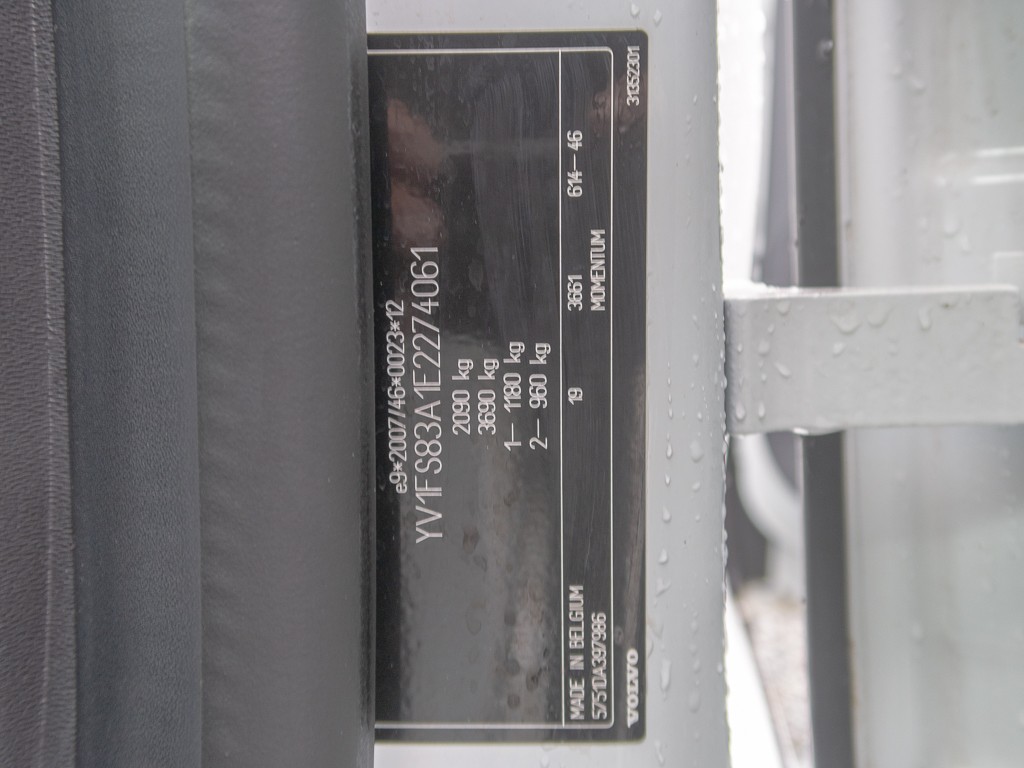 e9*2007/46*0023*12
YV1FS83A1E2274061
2090 kg
3690 kg
1– 1180 kg
2– 960 kg
MADE IN BELGIUM 19 3661 614–46
57510A397986 MOMENTUM
VOLVO 31352301